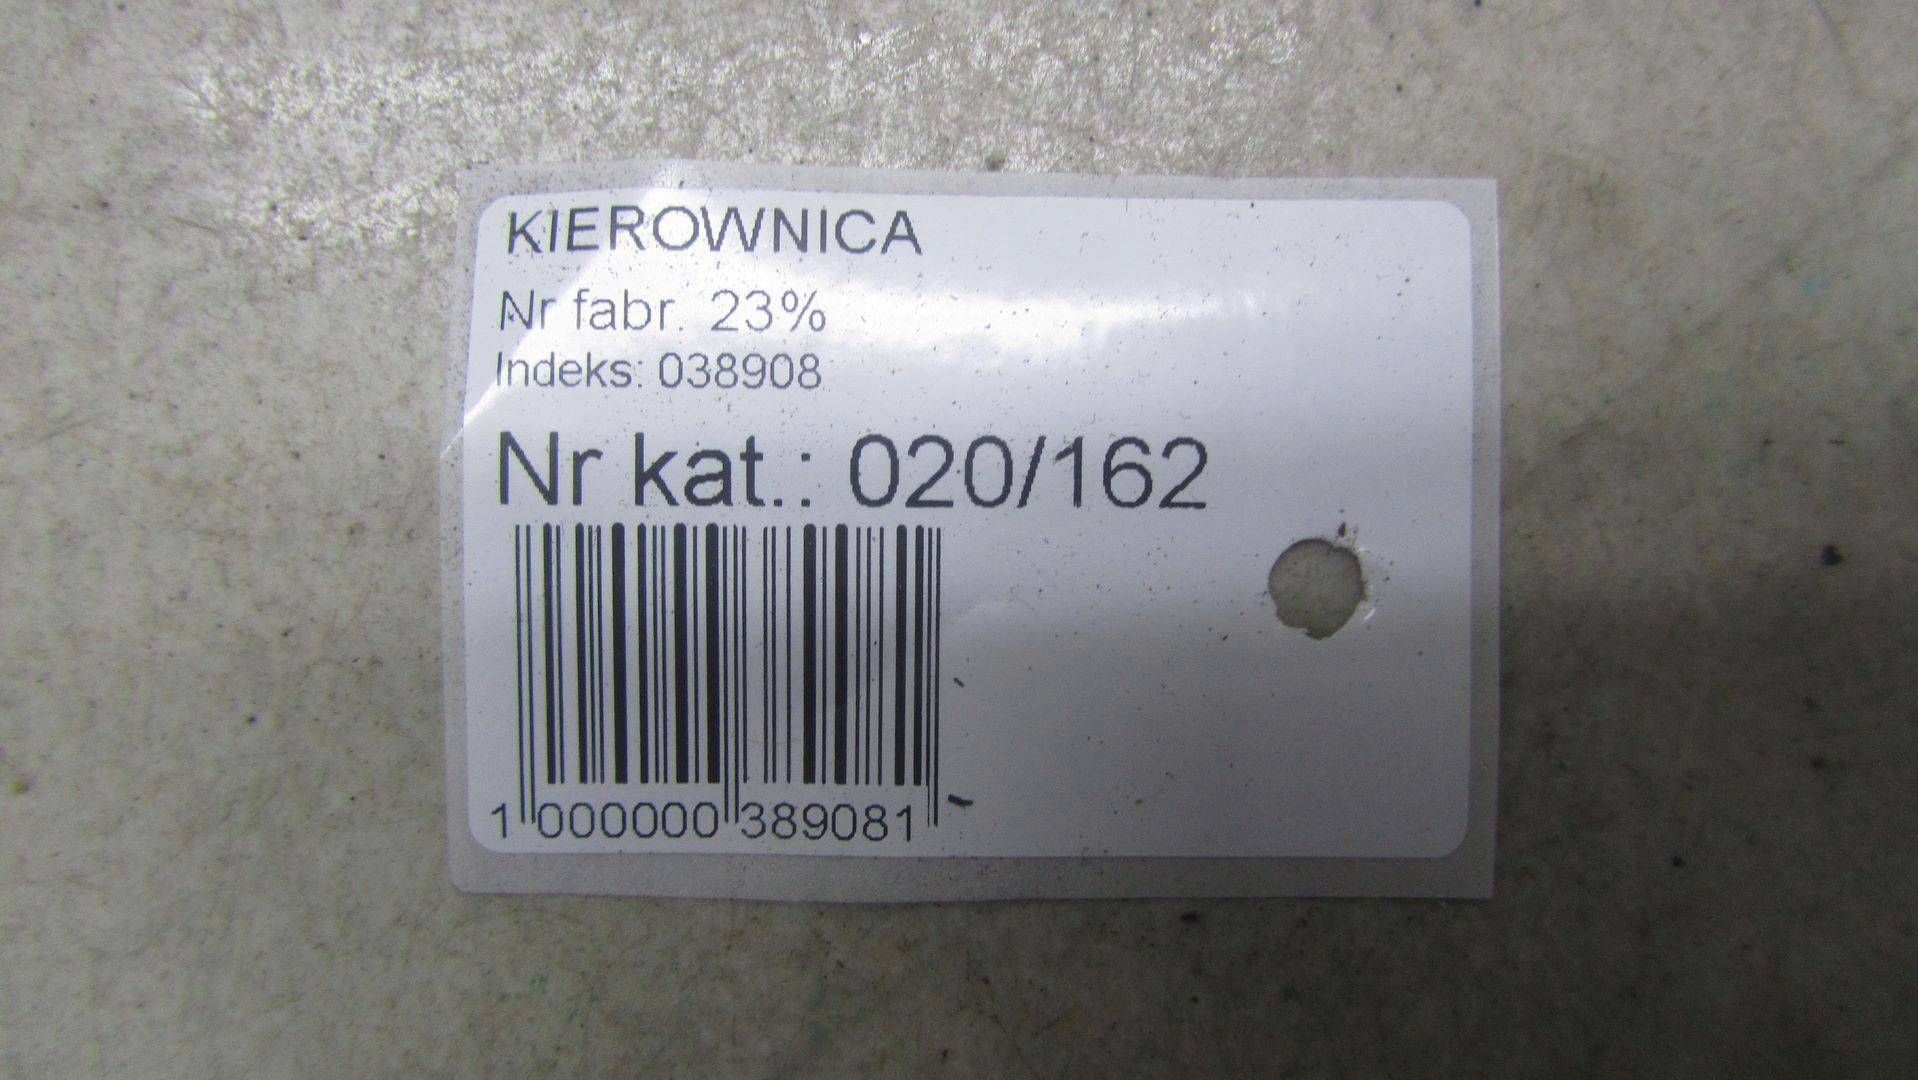 KIEROWNICA
Nr fabr. 23%
Indeks: 038908
Nr kat.: 020/162
1 000000 389081